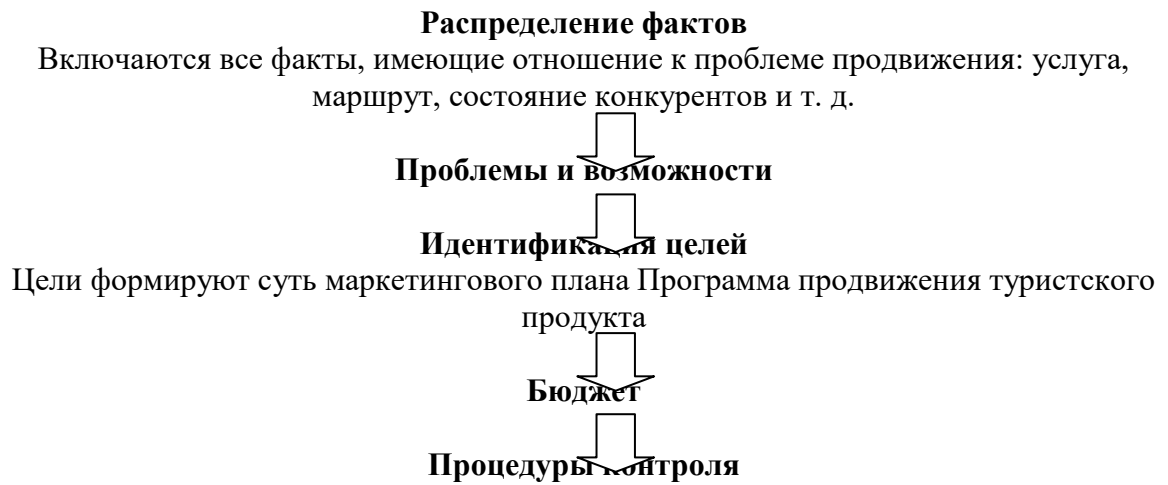 Распределение фактов
Включаются все факты, имеющие отношение к проблеме продвижения: услуга,
маршрут, состояние конкурентов и т. д.
Проблемы и возможности
Идентификация целей
Цели формируют суть маркетингового плана Программа продвижения туристского
продукта
Бюджет
Процедуры контроля